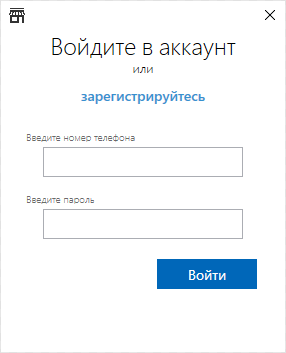 Войдите в аккаунт
или
зарегистрируйтесь
Введите номер телефона
Введите пароль
Войти